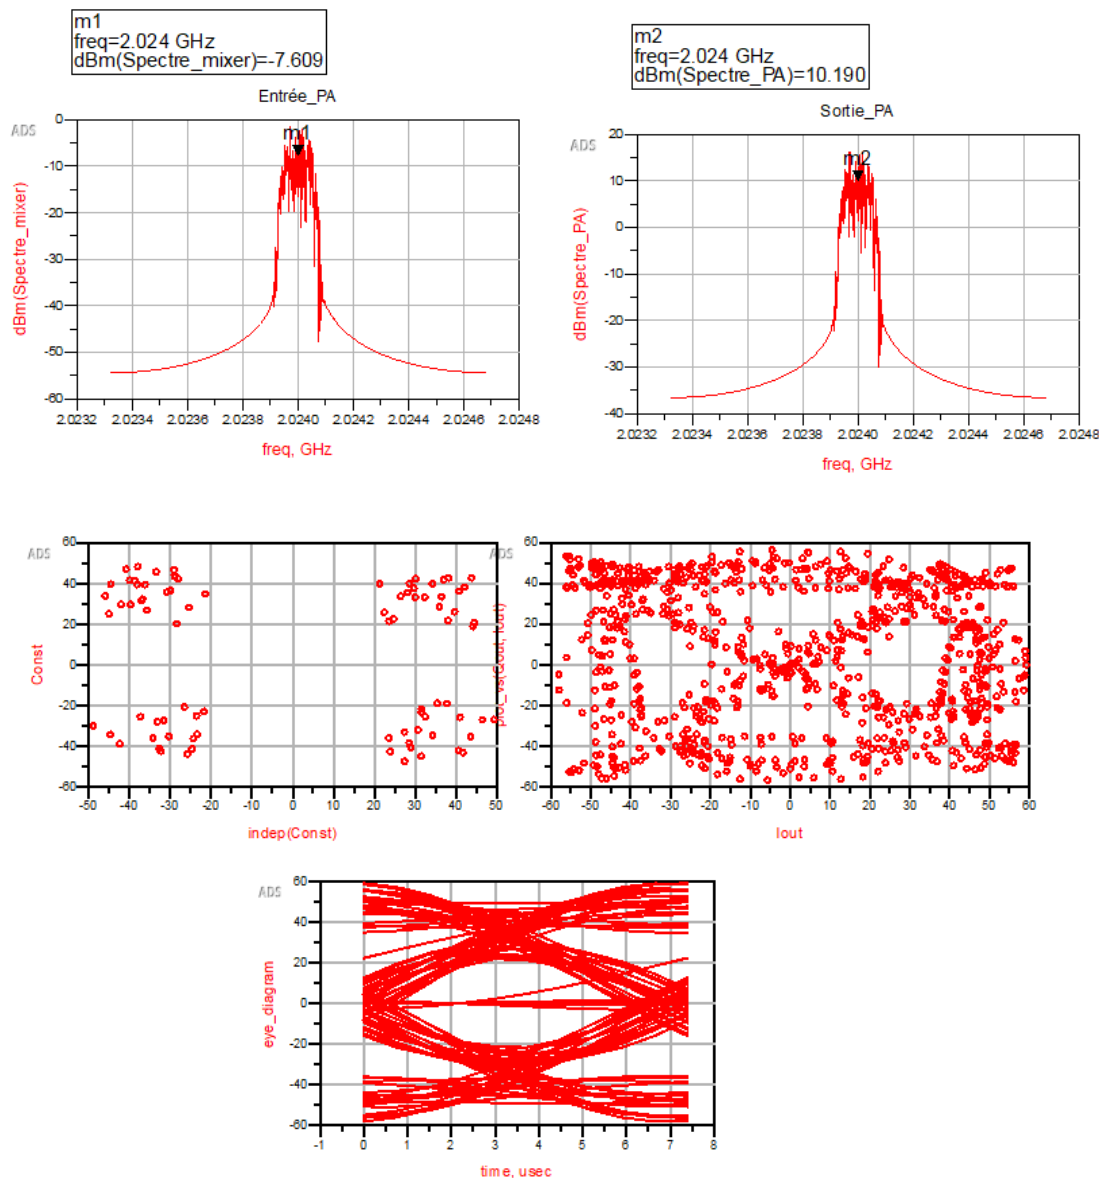 m1
freq=2.024 GHz
dBm(Spectre_mixer)=-7.609
m2
freq=2.024 GHz
dBm(Spectre_PA)=10.190
Entrée_PA
ADS
m1
dBm(Spectre_mixer)
0
-10
-20
-30
-40
-50
-60
2.0232 2.0234 2.0236 2.0238 2.0240 2.0242 2.0244 2.0246 2.0248
freq, GHz
Sortie_PA
ADS
m2
dBm(Spectre_PA)
20
10
0
-10
-20
-30
-40
2.0232 2.0234 2.0236 2.0238 2.0240 2.0242 2.0244 2.0246 2.0248
freq, GHz
ADS
Const
60
40
20
0
-20
-40
-60
-50 -40 -30 -20 -10 0 10 20 30 40 50
indep(Const)
ADS
plot_vs(Qout, Iout)
60
40
20
0
-20
-40
-60
-60 -50 -40 -30 -20 -10 0 10 20 30 40 50 60
Iout
ADS
eye_diagram
60
40
20
0
-20
-40
-60
-1 0 1 2 3 4 5 6 7 8
time, usec